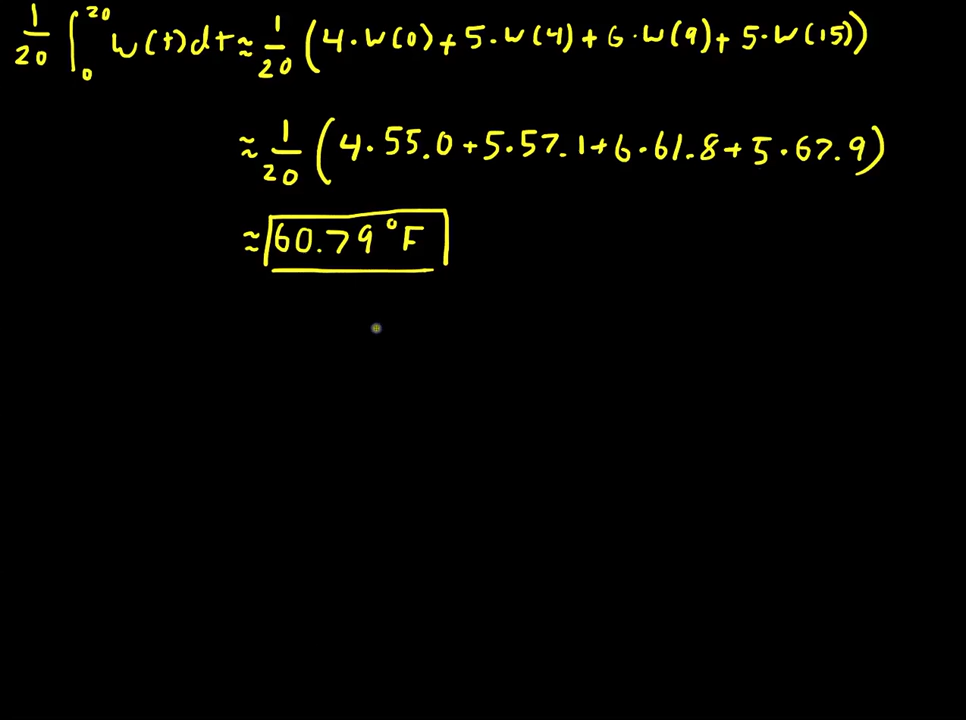 1/20 ∫₀²⁰ W(t)dt ≈ 1/20 (4·W(0) + 5·W(4) + 6·W(9) + 5·W(15))
≈ 1/20 (4·55.0 + 5·57.1 + 6·61.8 + 5·67.9)
≈ 60.79°F